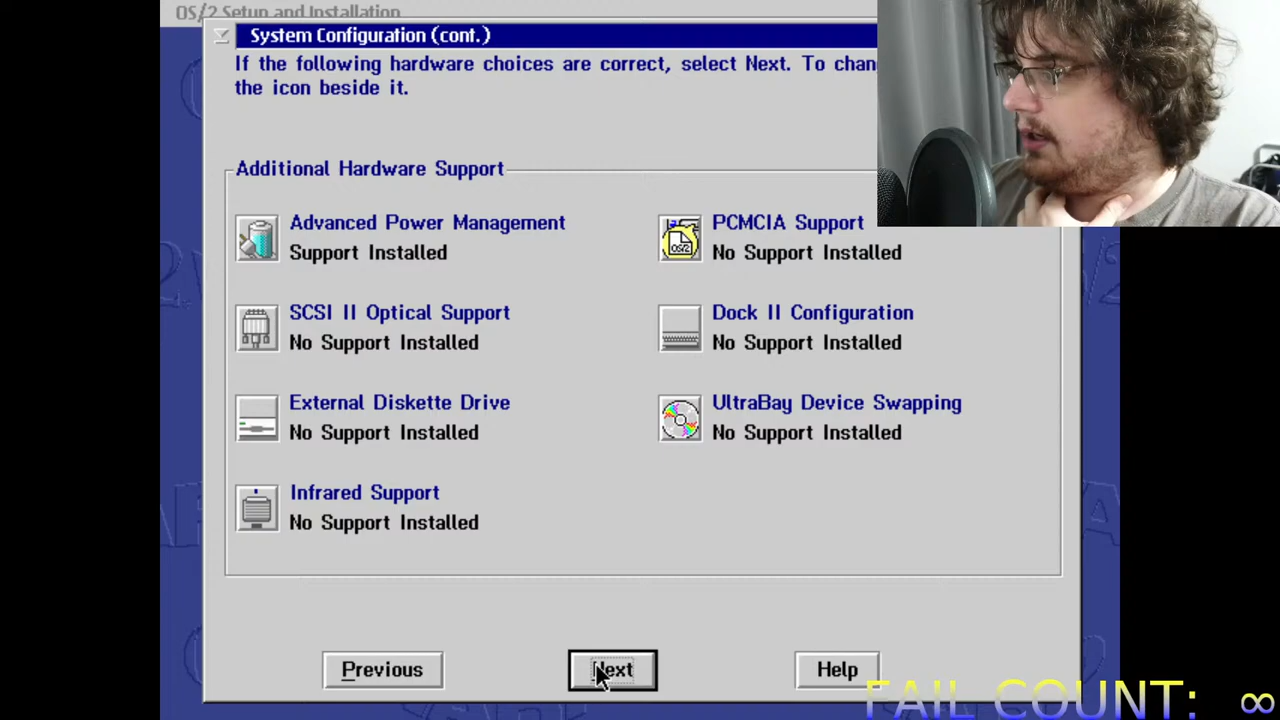 OS/2 Setup and Installation
System Configuration (cont.)
If the following hardware choices are correct, select Next. To chan
the icon beside it.
Additional Hardware Support
Advanced Power Management
Support Installed
PCMCIA Support
No Support Installed
SCSI II Optical Support
No Support Installed
Dock II Configuration
No Support Installed
External Diskette Drive
No Support Installed
UltraBay Device Swapping
No Support Installed
Infrared Support
No Support Installed
Previous
Next
Help
FAIL COUNT: ∞